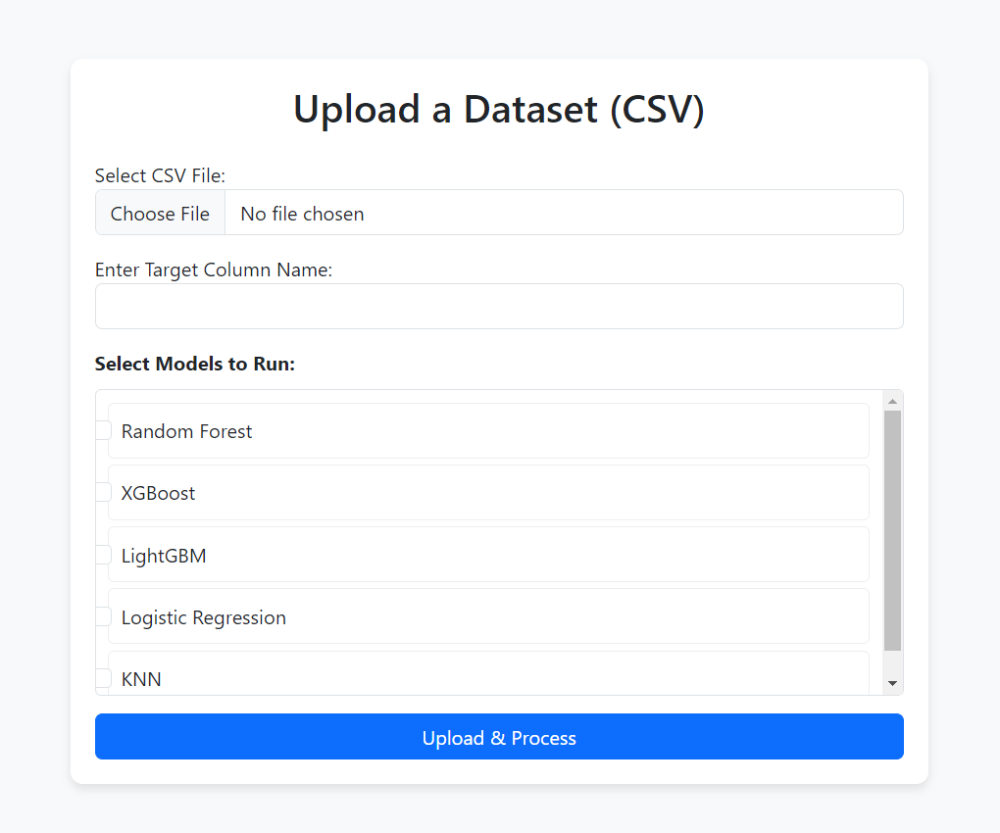 Upload a Dataset (CSV)
Select CSV File:
Choose File No file chosen
Enter Target Column Name:
Select Models to Run:
Random Forest
XGBoost
LightGBM
Logistic Regression
KNN
Upload & Process